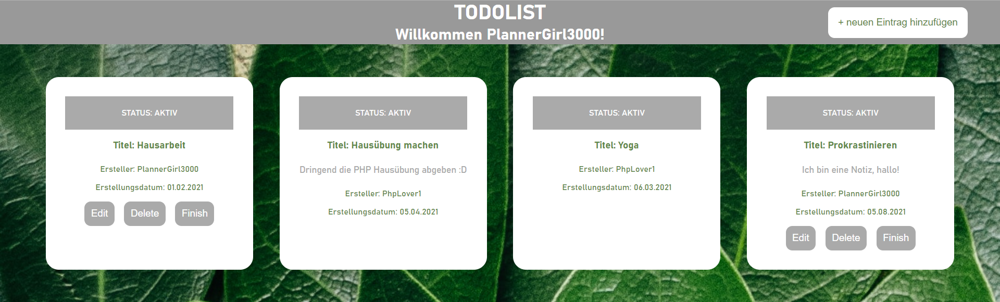 TODOLIST
Willkommen PlannerGirl3000!
+ neuen Eintrag hinzufügen
STATUS: AKTIV
Titel: Hausarbeit
Ersteller: PlannerGirl3000
Erstellungsdatum: 01.02.2021
Edit Delete Finish
STATUS: AKTIV
Titel: Hausübung machen
Dringend die PHP Hausübung abgeben :D
Ersteller: PhpLover1
Erstellungsdatum: 05.04.2021
STATUS: AKTIV
Titel: Yoga
Ersteller: PhpLover1
Erstellungsdatum: 06.03.2021
STATUS: AKTIV
Titel: Prokrastinieren
Ich bin eine Notiz, hallo!
Ersteller: PlannerGirl3000
Erstellungsdatum: 05.08.2021
Edit Delete Finish